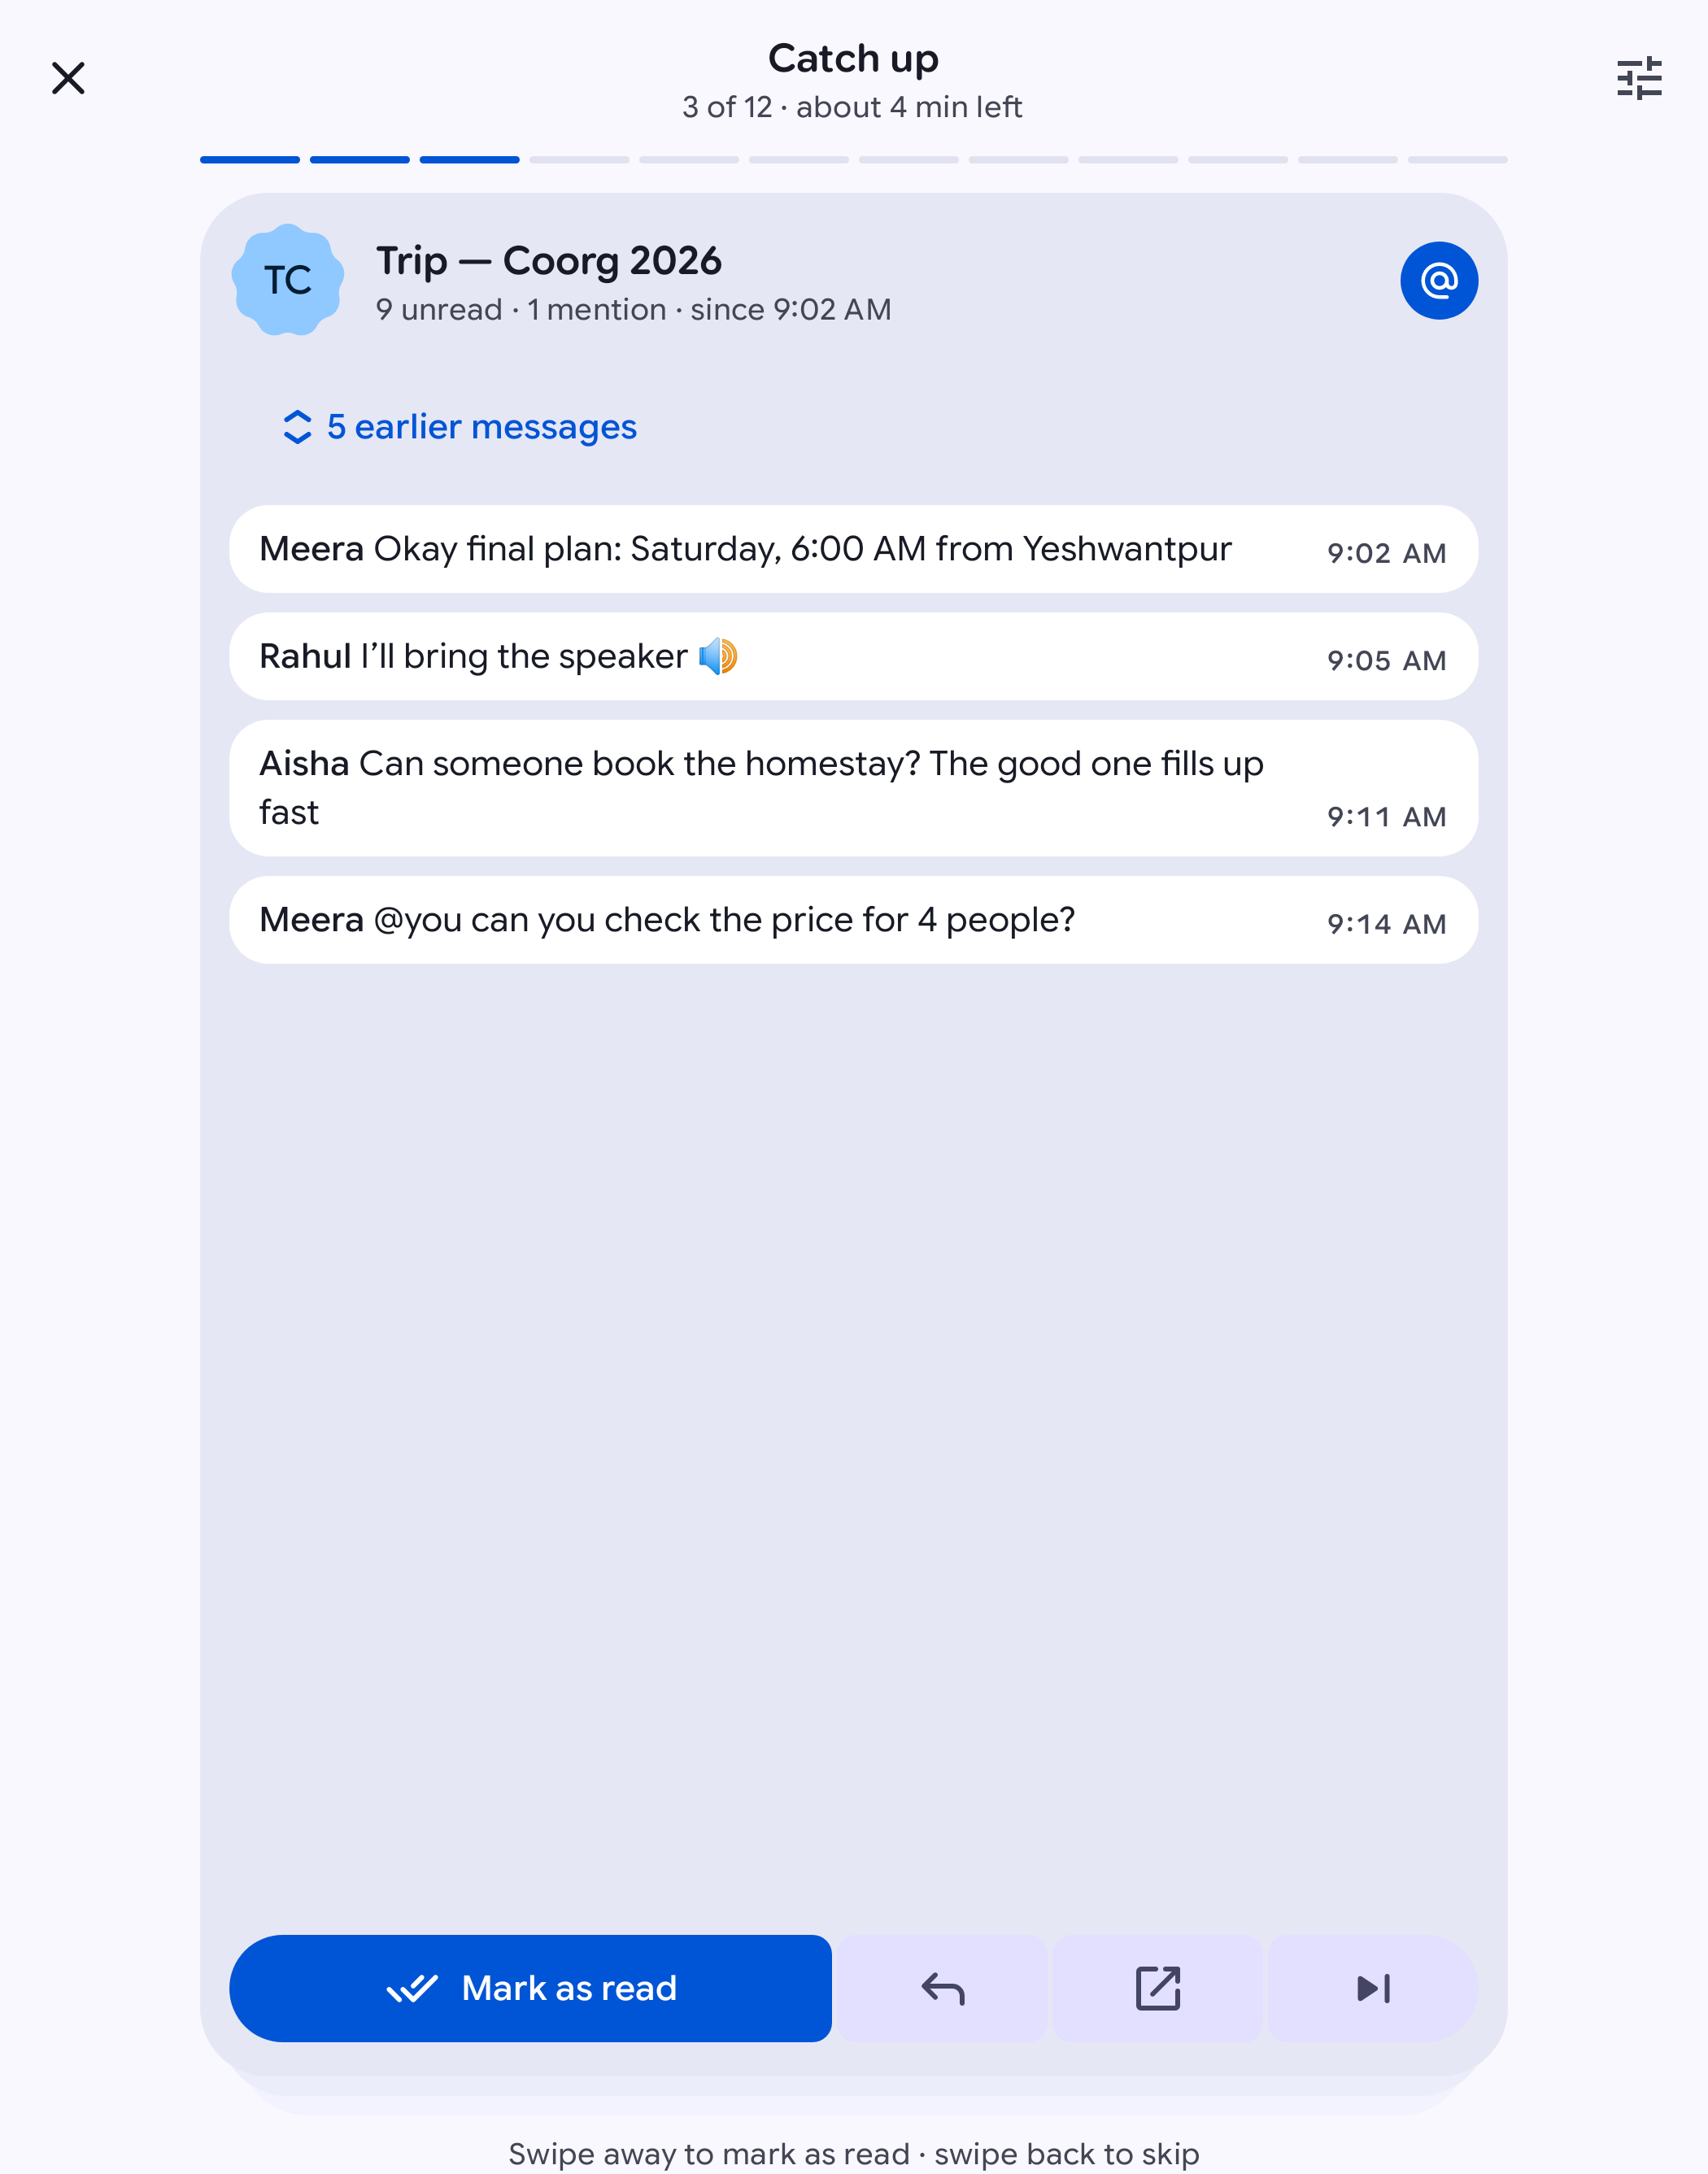 Catch up
3 of 12 · about 4 min left
TC
Trip — Coorg 2026
9 unread · 1 mention · since 9:02 AM
@
5 earlier messages
Meera Okay final plan: Saturday, 6:00 AM from Yeshwantpur 9:02 AM
Rahul I’ll bring the speaker 🔊 9:05 AM
Aisha Can someone book the homestay? The good one fills up
fast 9:11 AM
Meera @you can you check the price for 4 people? 9:14 AM
Mark as read
Swipe away to mark as read · swipe back to skip